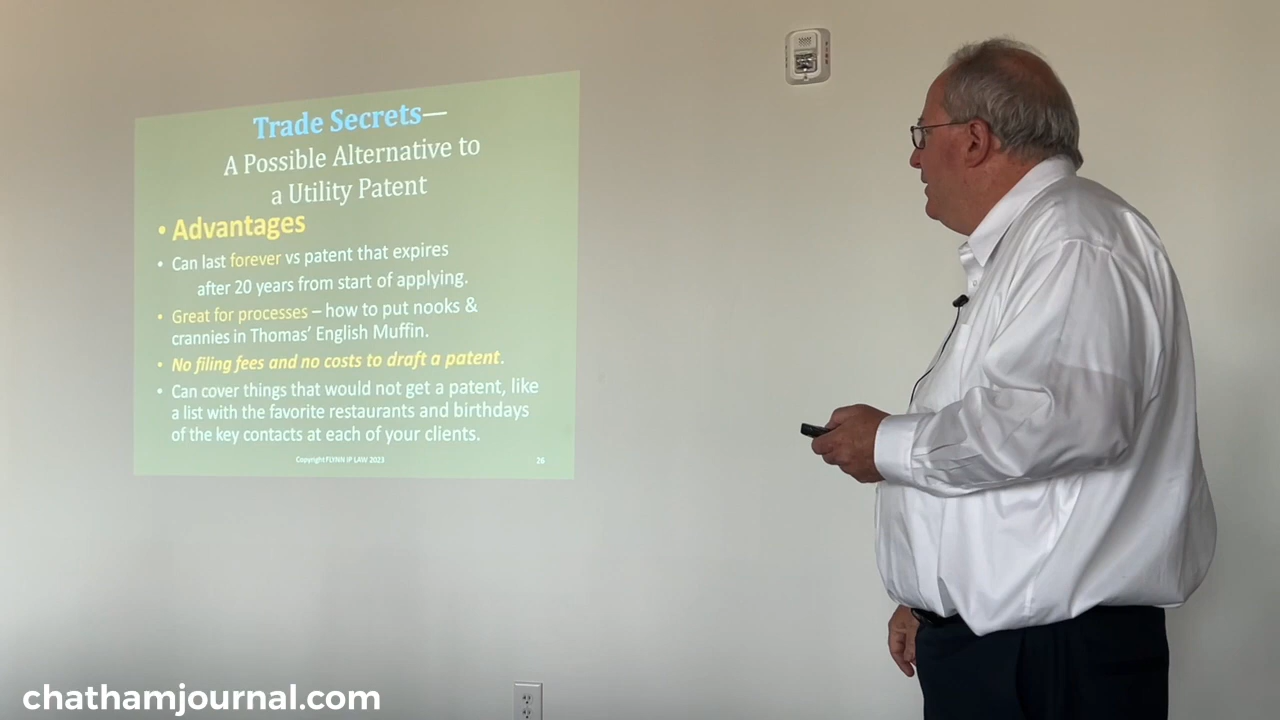 Trade Secrets—
A Possible Alternative to
a Utility Patent
• Advantages
• Can last forever vs patent that expires
after 20 years from start of applying.
• Great for processes – how to put nooks &
crannies in Thomas’ English Muffin.
• No filing fees and no costs to draft a patent.
• Can cover things that would not get a patent, like
a list with the favorite restaurants and birthdays
of the key contacts at each of your clients.
Copyright FLYNN IP LAW 2023
26
chathamjournal.com